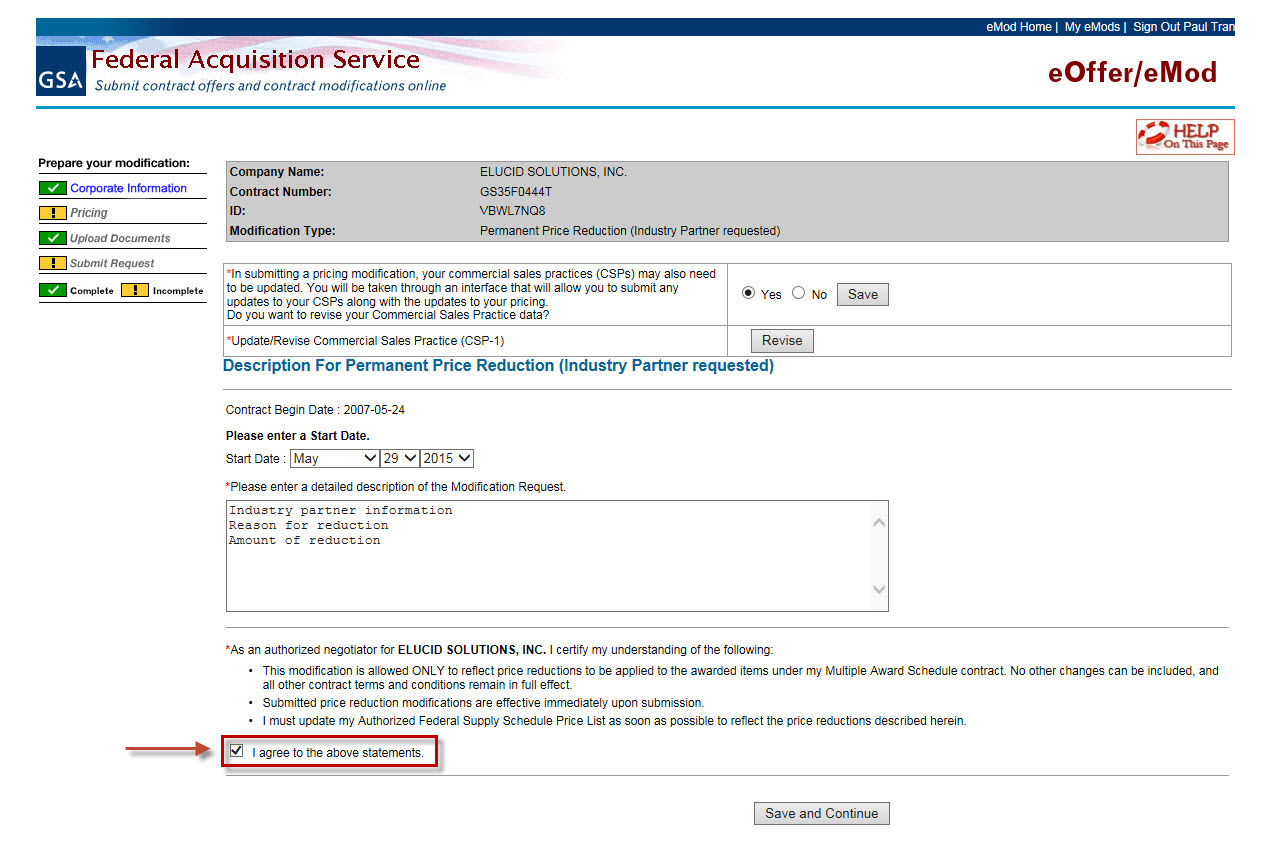 eMod Home | My eMods | Sign Out Paul Tran
GSA
Federal Acquisition Service
Submit contract offers and contract modifications online
eOffer/eMod
HELP
On This Page
Prepare your modification:
Corporate Information
! Pricing
Upload Documents
! Submit Request
Complete ! Incomplete
Company Name: ELUCID SOLUTIONS, INC.
Contract Number: GS35F0444T
ID: VBWL7NQ8
Modification Type: Permanent Price Reduction (Industry Partner requested)
*In submitting a pricing modification, your commercial sales practices (CSPs) may also need
to be updated. You will be taken through an interface that will allow you to submit any
updates to your CSPs along with the updates to your pricing.
Do you want to revise your Commercial Sales Practice data?
Yes No Save
*Update/Revise Commercial Sales Practice (CSP-1) Revise
Description For Permanent Price Reduction (Industry Partner requested)
Contract Begin Date : 2007-05-24
Please enter a Start Date.
Start Date : May 29 2015
*Please enter a detailed description of the Modification Request.
Industry partner information
Reason for reduction
Amount of reduction
*As an authorized negotiator for ELUCID SOLUTIONS, INC. I certify my understanding of the following:
• This modification is allowed ONLY to reflect price reductions to be applied to the awarded items under my Multiple Award Schedule contract. No other changes can be included, and
all other contract terms and conditions remain in full effect.
• Submitted price reduction modifications are effective immediately upon submission.
• I must update my Authorized Federal Supply Schedule Price List as soon as possible to reflect the price reductions described herein.
I agree to the above statements.
Save and Continue